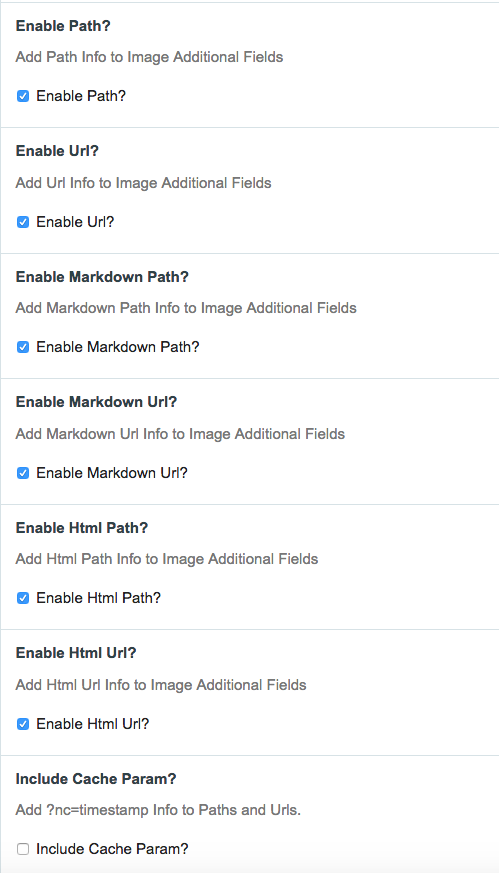 Enable Path?
Add Path Info to Image Additional Fields
Enable Path?
Enable Url?
Add Url Info to Image Additional Fields
Enable Url?
Enable Markdown Path?
Add Markdown Path Info to Image Additional Fields
Enable Markdown Path?
Enable Markdown Url?
Add Markdown Url Info to Image Additional Fields
Enable Markdown Url?
Enable Html Path?
Add Html Path Info to Image Additional Fields
Enable Html Path?
Enable Html Url?
Add Html Url Info to Image Additional Fields
Enable Html Url?
Include Cache Param?
Add ?nc=timestamp Info to Paths and Urls.
Include Cache Param?